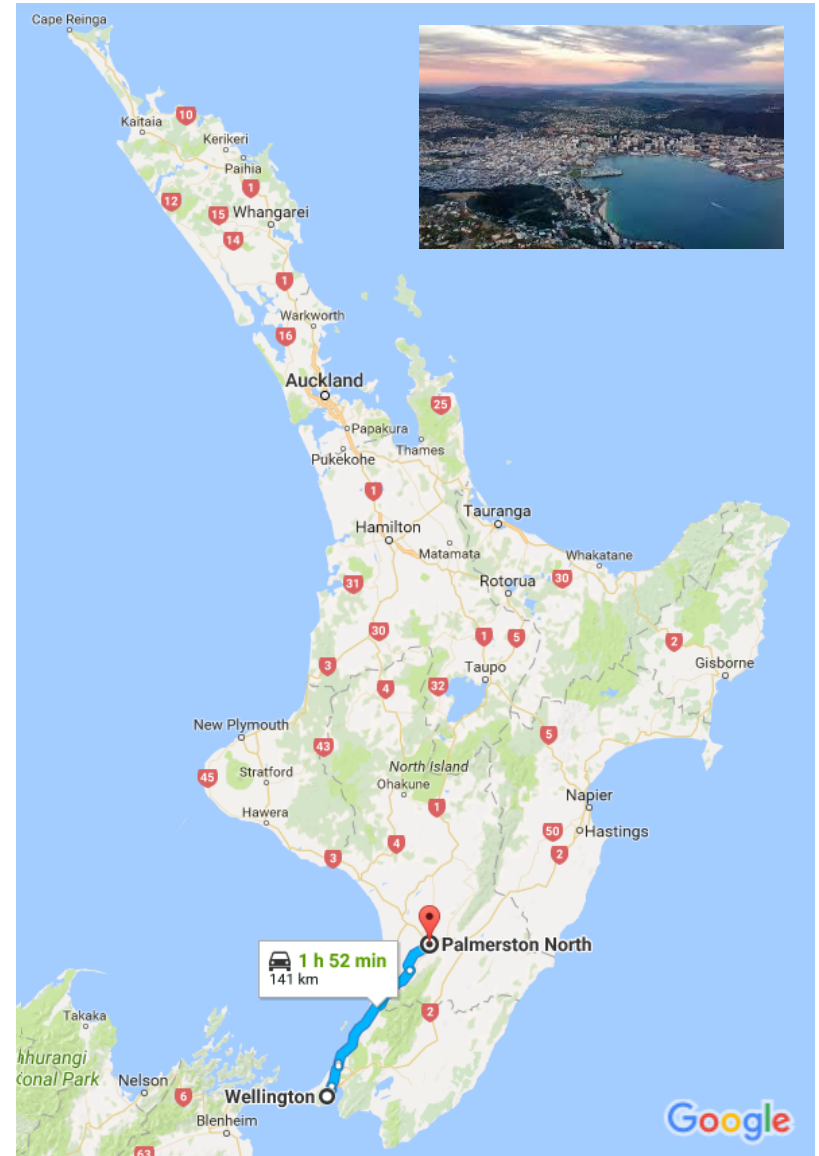 Cape Reinga
10
Kaitaia
Kerikeri
Paihia
1
12
15
Whangarei
14
1
Warkworth
16
Auckland
25
Papakura
Thames
Pukekohe
1
Tauranga
Hamilton
Matamata
Whakatane
31
Rotorua
30
30
1
5
2
3
Gisborne
Taupo
4
32
New Plymouth
5
43
North Island
45
Stratford
Ohakune
Napier
1
Hawera
50
Hastings
4
2
3
Palmerston North
1 h 52 min
141 km
2
Takaka
hhurangi
ional Park
Nelson
6
Wellington
Blenheim
Google
63